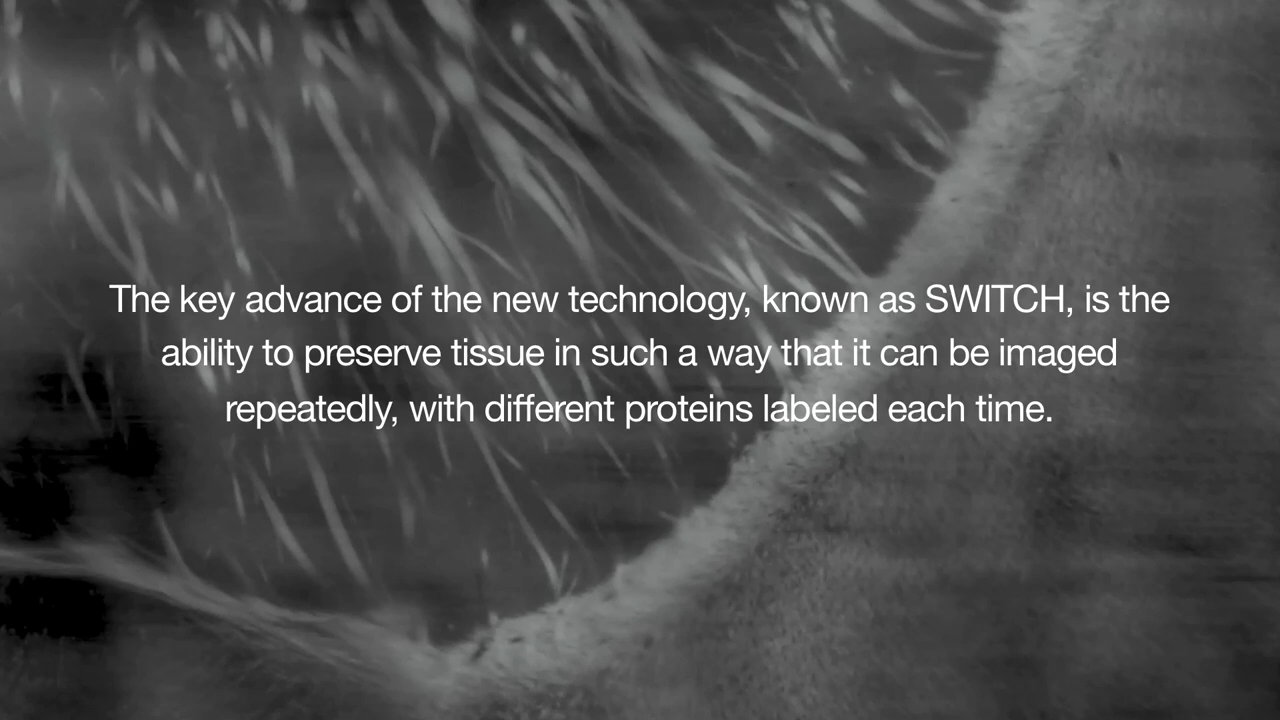 The key advance of the new technology, known as SWITCH, is the
ability to preserve tissue in such a way that it can be imaged
repeatedly, with different proteins labeled each time.